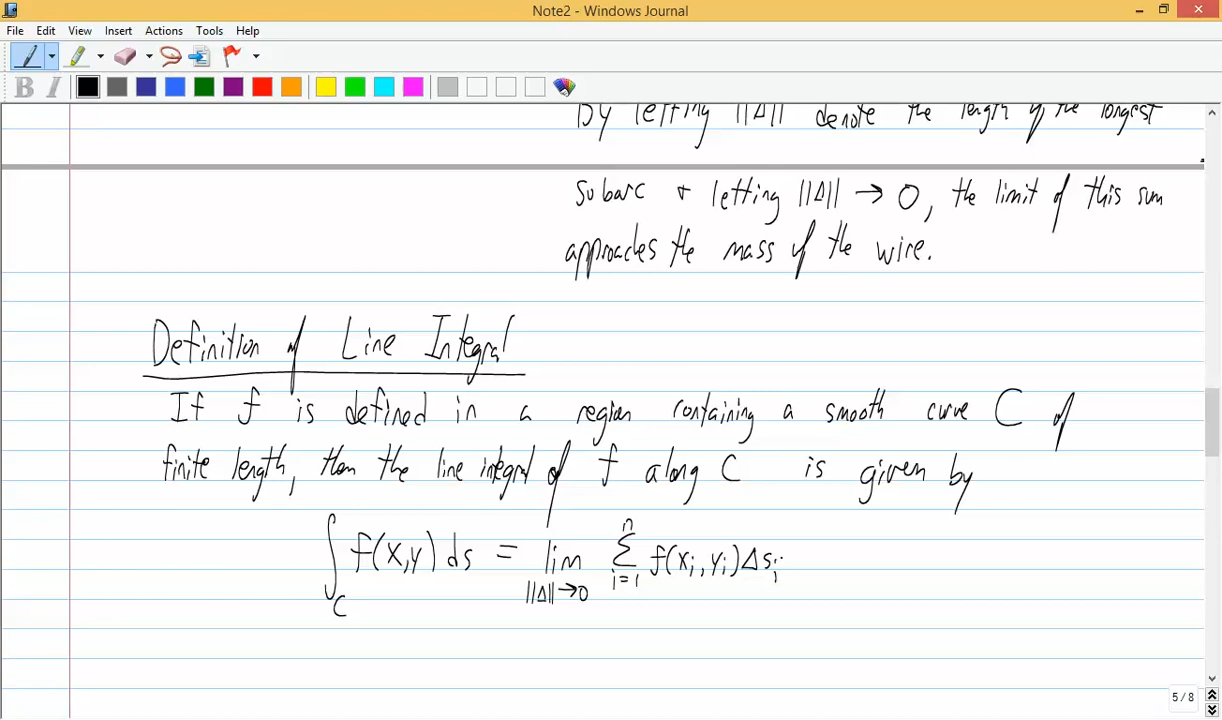 Note2 - Windows Journal
File Edit View Insert Actions Tools Help
B I
By letting ||Δ|| denote the length of the longest
subarc + letting ||Δ|| → 0, the limit of this sum
approaches the mass of the wire.
Definition of Line Integral
If f is defined in a region containing a smooth curve C of
finite length, then the line integral of f along C is given by
∫_C f(x,y) ds = lim_{||Δ||→0} Σ_{i=1}^{n} f(x_i, y_i) Δs_i
5 / 8